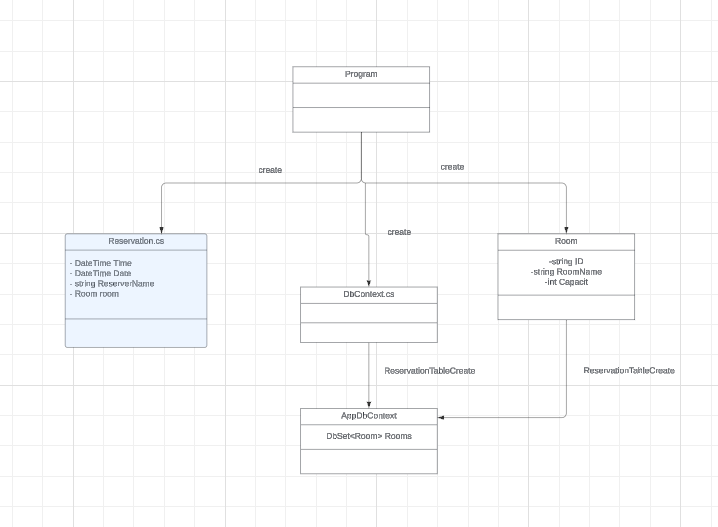 Program
create
create
create
Reservation.cs
- DateTime Time
- DateTime Date
- string ReserverName
- Room room
Room
-string ID
-string RoomName
-int Capacit
DbContext.cs
ReservationTableCreate
ReservationTableCreate
AppDbContext
DbSet<Room> Rooms